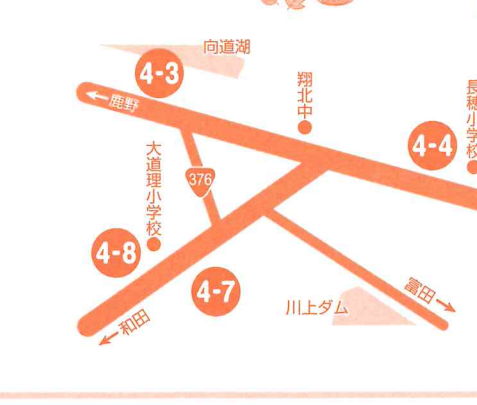 向道湖
4-3
翔北中
←鹿野
4-4
長穂小学校
大道理小学校
376
4-8
4-7
川上ダム
富田→
←和田